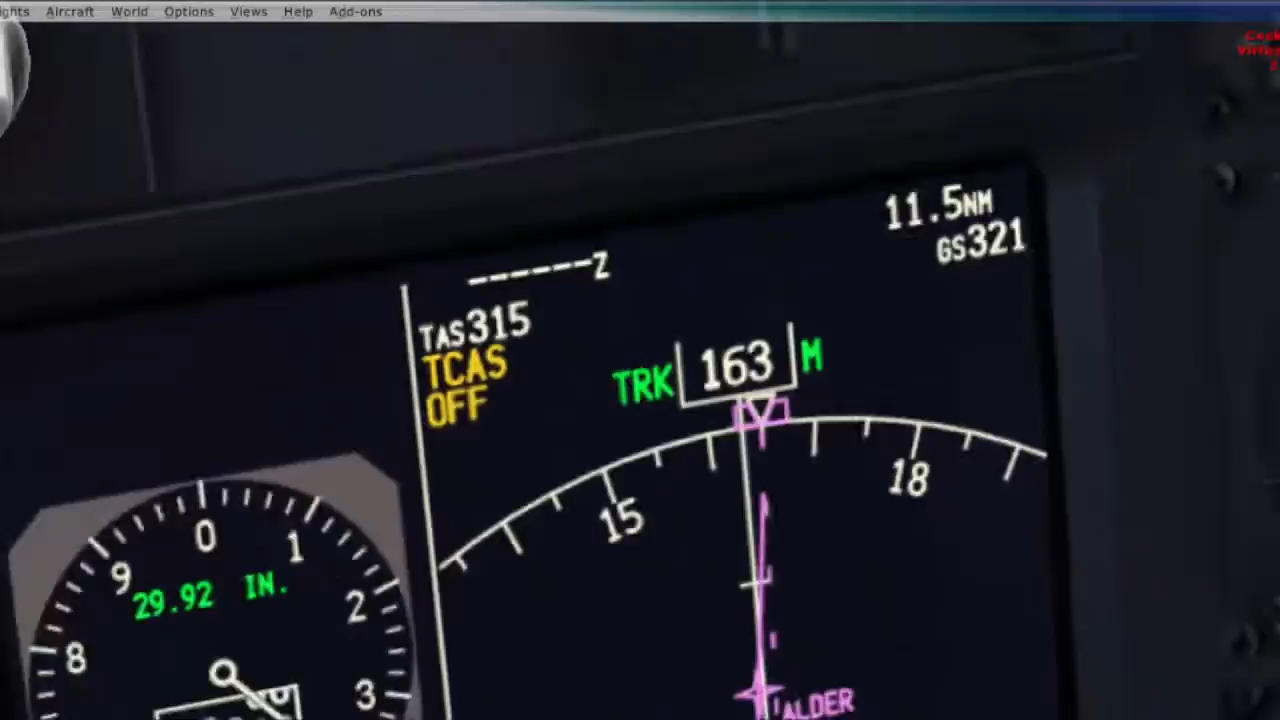 ghts Aircraft World Options Views Help Add-ons
11.5NM
GS321
------Z
TAS315
TCAS
OFF
TRK 163 M
15
18
0
1
2
3
8
9
29.92 IN.
ALDER